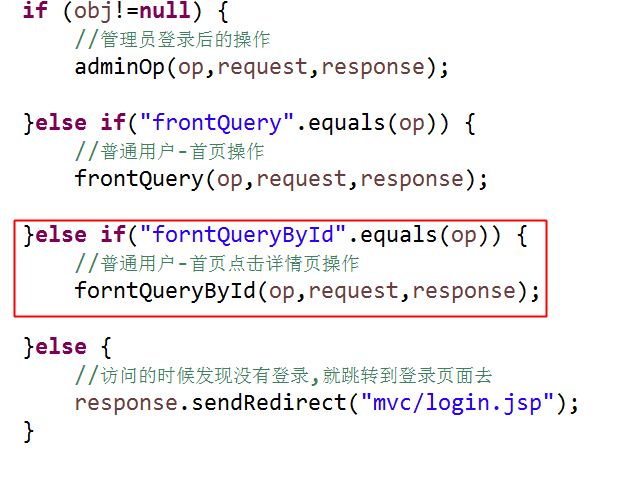 if (obj!=null) {
//管理员登录后的操作
adminOp(op,request,response);
}else if("frontQuery".equals(op)) {
//普通用户-首页操作
frontQuery(op,request,response);
}else if("forntQueryById".equals(op)) {
//普通用户-首页点击详情页操作
forntQueryById(op,request,response);
}else {
//访问的时候发现没有登录,就跳转到登录页面去
response.sendRedirect("mvc/login.jsp");
}